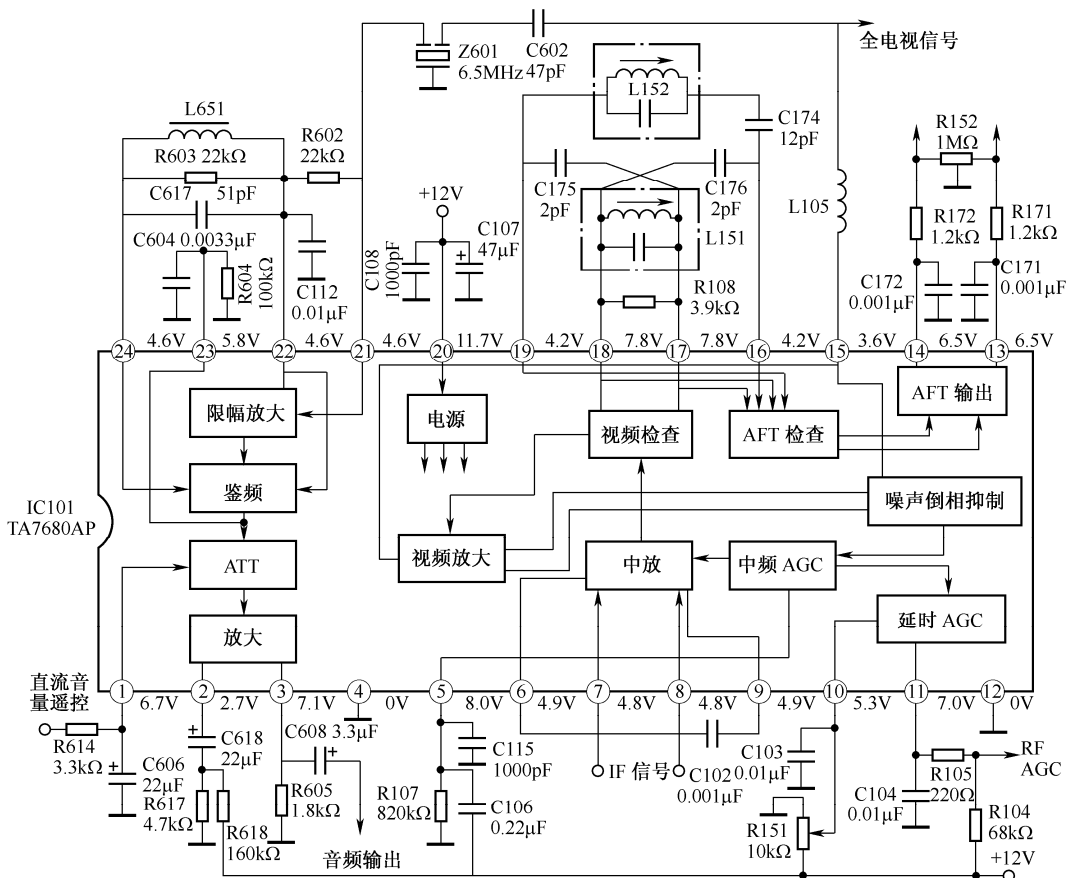 Z601
6.5MHz
C602
47pF
全电视信号
L152
C174
12pF
L651
R603 22kΩ
R602
22kΩ
C617
51pF
C604 0.0033μF
R604
100kΩ
C112
0.01μF
+12V
C108
1000pF
C107
47μF
C175
2pF
C176
2pF
L151
R108
3.9kΩ
L105
R152
1MΩ
R172
1.2kΩ
R171
1.2kΩ
C172
0.001μF
C171
0.001μF
24
4.6V
23
5.8V
22
4.6V
21
4.6V
20
11.7V
19
4.2V
18
7.8V
17
7.8V
16
4.2V
15
3.6V
14
6.5V
13
6.5V
限幅放大
电源
视频检查
AFT 检查
AFT 输出
鉴频
噪声倒相抑制
IC101
TA7680AP
ATT
视频放大
中放
中频 AGC
放大
延时 AGC
直流音
量遥控
1
6.7V
2
2.7V
3
7.1V
4
0V
5
8.0V
6
4.9V
7
4.8V
8
4.8V
9
4.9V
10
5.3V
11
7.0V
12
0V
R614
3.3kΩ
C606
22μF
C618
22μF
R617
4.7kΩ
R618
160kΩ
C608 3.3μF
R605
1.8kΩ
音频输出
R107
820kΩ
C115
1000pF
C106
0.22μF
IF 信号
C102
0.001μF
C103
0.01μF
R151
10kΩ
C104
0.01μF
R105
220Ω
RF
AGC
R104
68kΩ
+12V